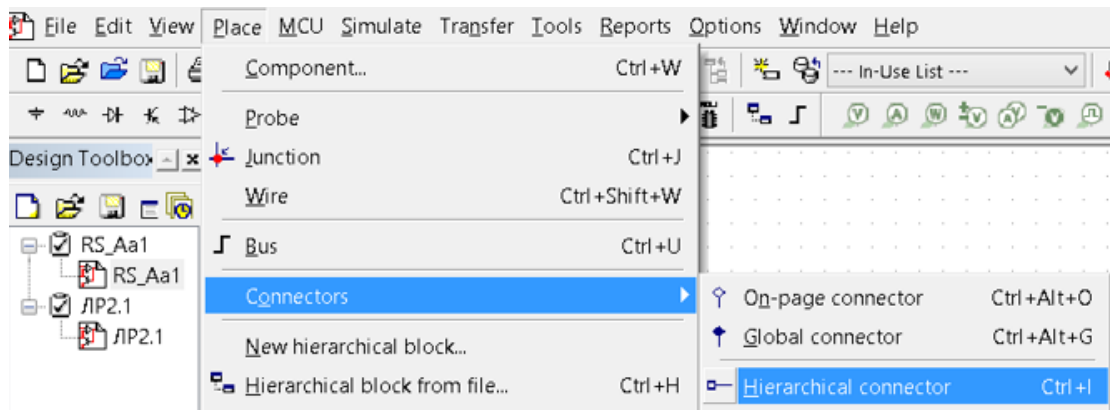 File Edit View Place MCU Simulate Transfer Tools Reports Options Window Help
Component... Ctrl+W
--- In-Use List ---
Probe
Design Toolbox
Junction Ctrl+J
Wire Ctrl+Shift+W
RS_Aa1
Bus Ctrl+U
RS_Aa1
Connectors
On-page connector Ctrl+Alt+O
ЛР2.1
ЛР2.1
Global connector Ctrl+Alt+G
New hierarchical block...
Hierarchical block from file... Ctrl+H
Hierarchical connector Ctrl+I